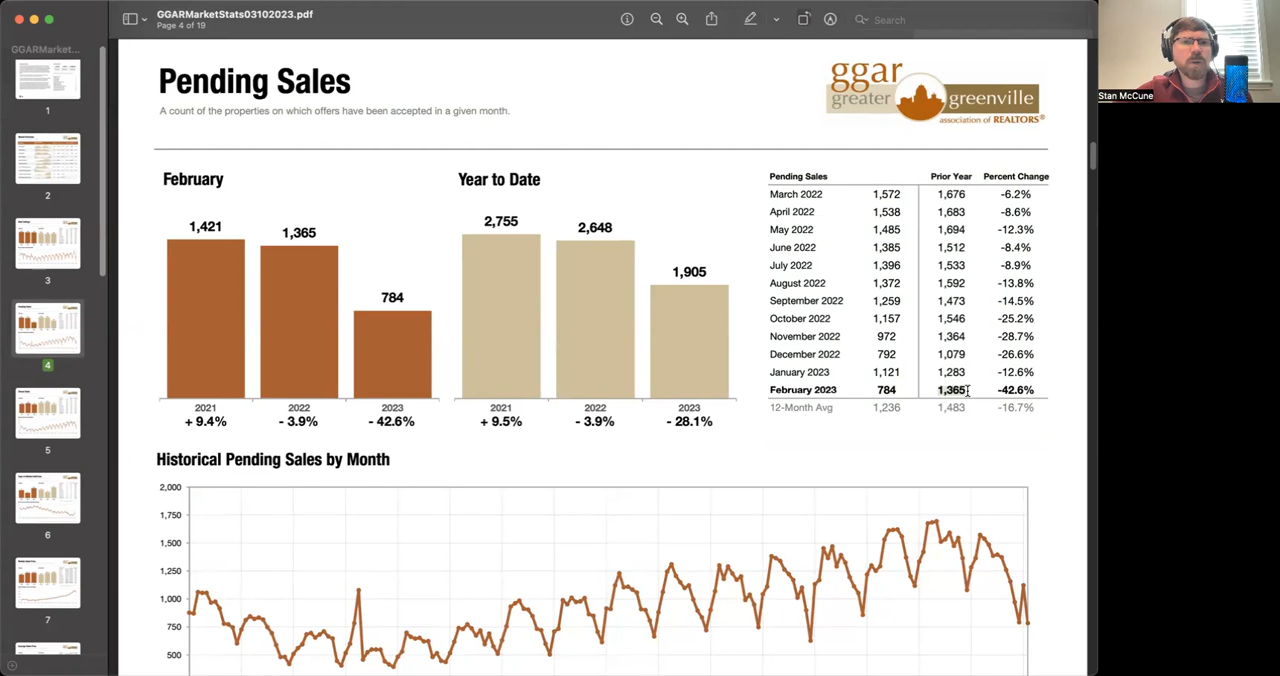 GGARMarketStats03102023.pdf
Page 4 of 19
Search
GGARMarket...
1
2
3
4
5
6
7
Stan McCune
Pending Sales
A count of the properties on which offers have been accepted in a given month.
ggar
greater greenville
association of REALTORS®
February
1,421
1,365
784
2021 2022 2023
+ 9.4% - 3.9% - 42.6%
Year to Date
2,755
2,648
1,905
2021 2022 2023
+ 9.5% - 3.9% - 28.1%
Pending Sales Prior Year Percent Change
March 2022 1,572 1,676 -6.2%
April 2022 1,538 1,683 -8.6%
May 2022 1,485 1,694 -12.3%
June 2022 1,385 1,512 -8.4%
July 2022 1,396 1,533 -8.9%
August 2022 1,372 1,592 -13.8%
September 2022 1,259 1,473 -14.5%
October 2022 1,157 1,546 -25.2%
November 2022 972 1,364 -28.7%
December 2022 792 1,079 -26.6%
January 2023 1,121 1,283 -12.6%
February 2023 784 1,365 -42.6%
12-Month Avg 1,236 1,483 -16.7%
Historical Pending Sales by Month
2,000
1,750
1,500
1,250
1,000
750
500